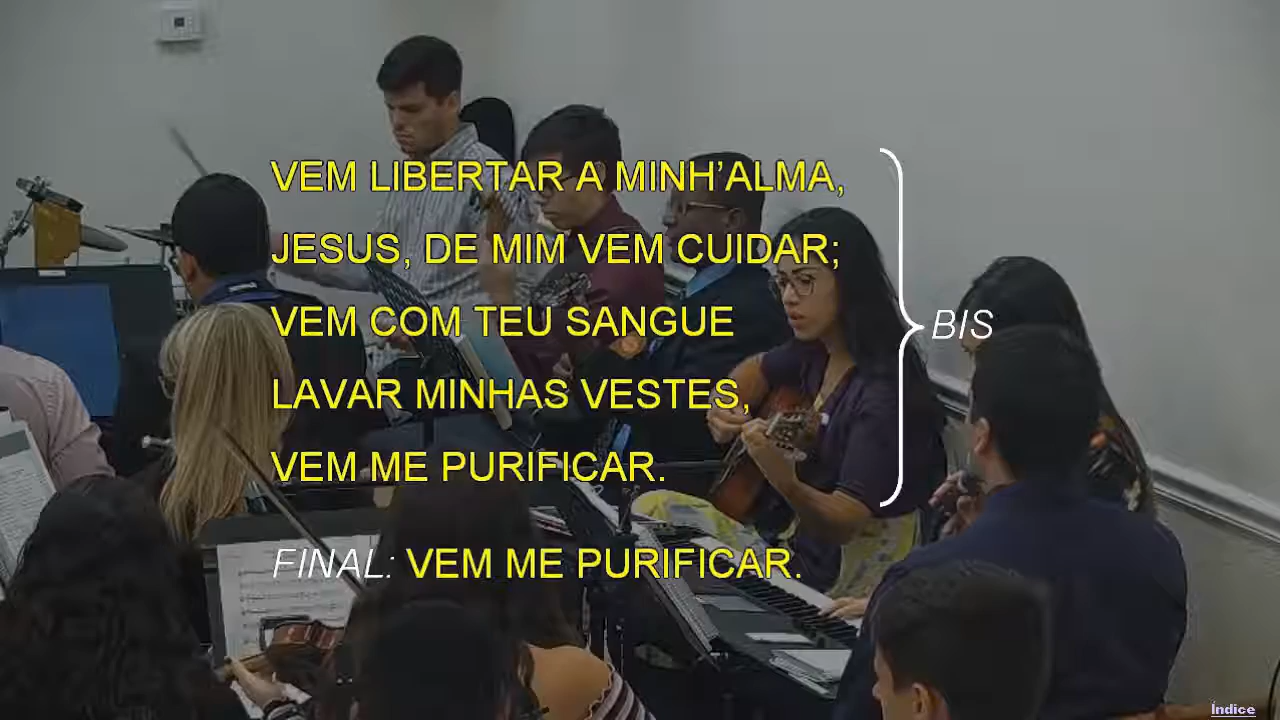 VEM LIBERTAR A MINH’ALMA,
JESUS, DE MIM VEM CUIDAR;
VEM COM TEU SANGUE
LAVAR MINHAS VESTES,
VEM ME PURIFICAR.
BIS
FINAL: VEM ME PURIFICAR.
Índice